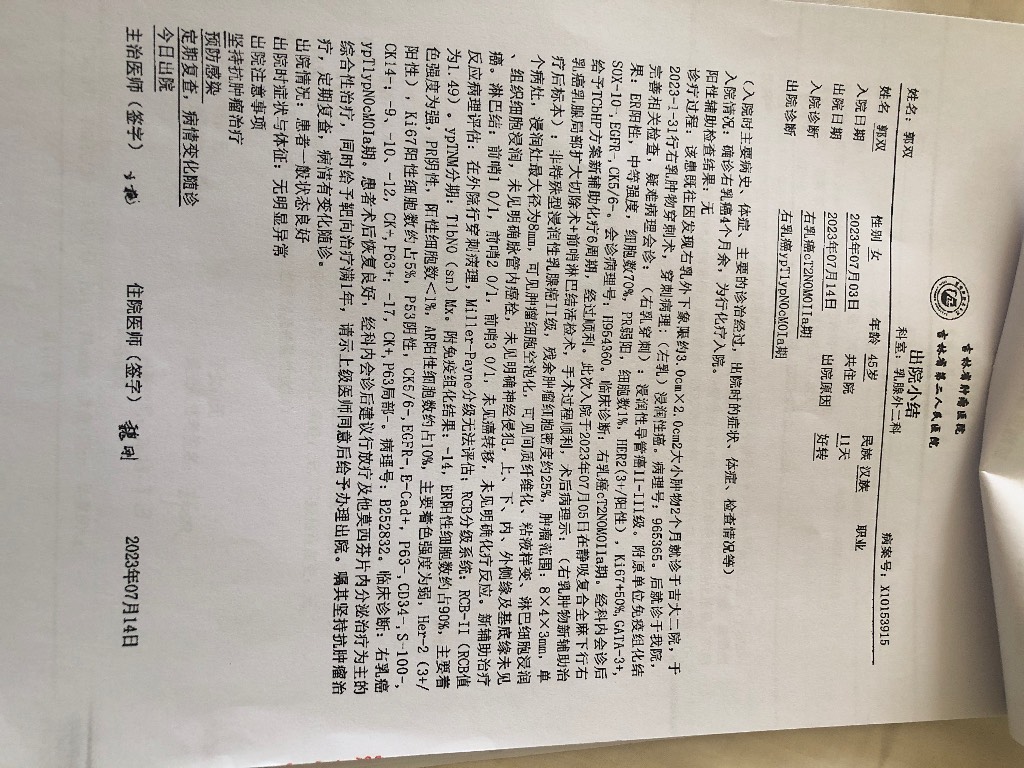 吉林省肿瘤医院
吉林省第二人民医院
出院小结
科室：乳腺外二科
病案号：X10153915
姓名：郭双
姓名 郭双 性别 女 年龄 45岁 民族 汉族 职业
入院日期 2023年07月03日 共住院 11天
出院日期 2023年07月14日 出院原因 好转
入院诊断 右乳癌cT2N0M0IIa期
出院诊断 右乳癌ypT1ypN0cM0Ia期
（入院时主要病史、体症、主要的诊治经过，出院时的症状、体症、检查情况等）
入院情况：确诊右乳癌4个月余，为行化疗入院。
阳性辅助检查结果：无
诊疗过程：该患既往因发现右乳外下象限约3.0cm×2.0cm2大小肿物2个月就诊于吉大二院，于
2023-1-31行右乳肿物穿刺术，穿刺病理：（右乳）浸润性癌。病理号：965365。后就诊于我院，
完善相关检查，疑难病理会诊：（右乳穿刺）：浸润性导管癌II-III级。附原单位免疫组化结
果：ER阳性，中等强度，细胞数70%，PR弱阳，细胞数1%，HER2(3+/阳性），Ki67+50%，GATA-3+，
SOX-10-，EGFR-，CK5/6-。会诊病理号：H954360。临床诊断：右乳癌cT2N0M0IIa期。经科内会诊后
给予TCHP方案新辅助化疗6周期，经过顺利。此次入院于2023年07月05日在静吸复合全麻下行右
乳癌乳腺局部扩大切除术+前哨淋巴结活检术，手术过程顺利，术后病理示：（右乳肿物新辅助治
疗后标本）：非特殊型浸润性乳腺癌II级，残余肿瘤细胞密度约25%，肿瘤范围：8×4×3mm，单
个病灶，浸润灶最大径为8mm，可见肿瘤细胞空泡化，可见间质纤维化、粘液样变、淋巴细胞浸润
、组织细胞浸润，未见明确脉管内癌栓，未见明确神经侵犯，上、下、内、外侧缘及基底缘未见
癌。淋巴结：前哨1 0/1，前哨2 0/1，前哨3 0/1，未见癌转移，未见明确化疗反应。新辅助治疗
反应病理评估：在外院行穿刺病理，Miller-Payne分级无法评估；RCB分级系统：RCB-II（RCB值
为1.49）。ypTNM分期：T1bN0（sn）Mx。附免疫组化结果：-14，ER阳性细胞数约占90%，主要着
色强度为强，PR阴性，阳性细胞数＜1%，AR阳性细胞数约占10%，主要着色强度为弱，Her-2（3+/
阳性），Ki67阳性细胞数约占5%，P53阴性，CK5/6-，EGFR-，E-Cad+，P63-，CD34-，S-100-，
CK14-；-9，-10，-12，CK-，P63+；-17，CK+，P63局部-。病理号：B252832。临床诊断：右乳癌
ypT1ypN0cM0Ia期。患者术后恢复良好，经科内会诊后建议行放疗及他莫西芬片内分泌治疗为主的
综合性治疗，同时给予靶向治疗满1年，请示上级医师同意后给予办理出院。嘱其坚持抗肿瘤治
疗，定期复查，病情有变化随诊。
出院情况：患者一般状态良好
出院时症状与体征：无明显异常
出院注意事项
坚持抗肿瘤治疗
预防感染
定期复查，病情变化随诊
今日出院
主治医师（签字） 住院医师（签字） 2023年07月14日